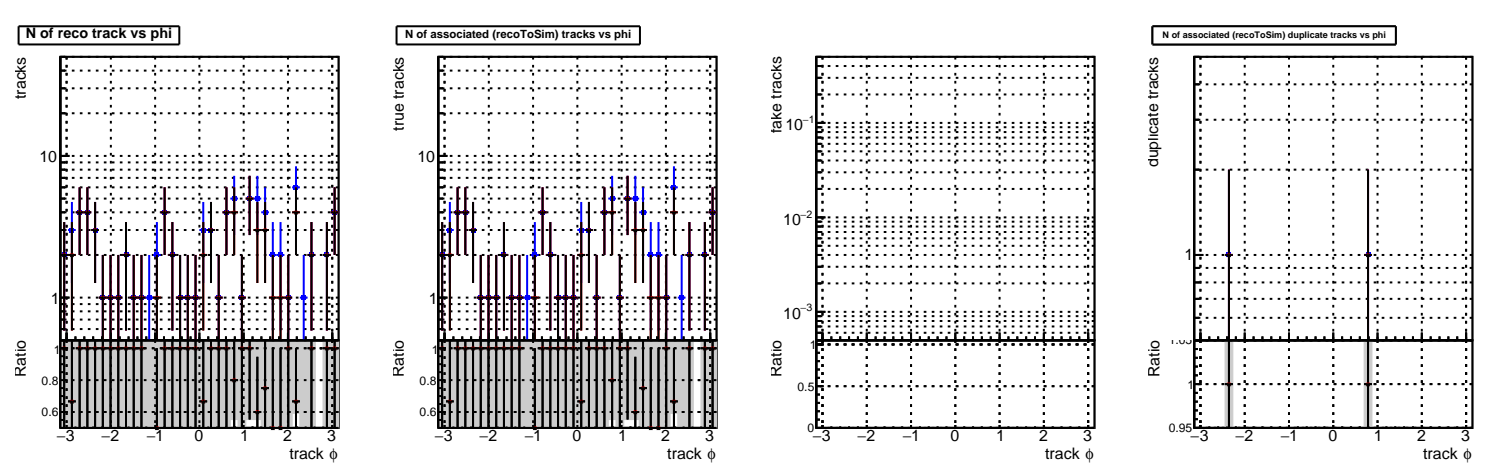 N of reco track vs phi
tracks
10
1
Ratio
1
0.8
0.6
−3 −2 −1 0 1 2 3
track ϕ
N of associated (recoToSim) tracks vs phi
true tracks
10
1
Ratio
1
0.8
0.6
−3 −2 −1 0 1 2 3
track ϕ
fake tracks
10−1
10−2
10−3
Ratio
1
0.5
0
−3 −2 −1 0 1 2 3
track ϕ
N of associated (recoToSim) duplicate tracks vs phi
duplicate tracks
1
Ratio
1.05
1
0.95
−3 −2 −1 0 1 2 3
track ϕ